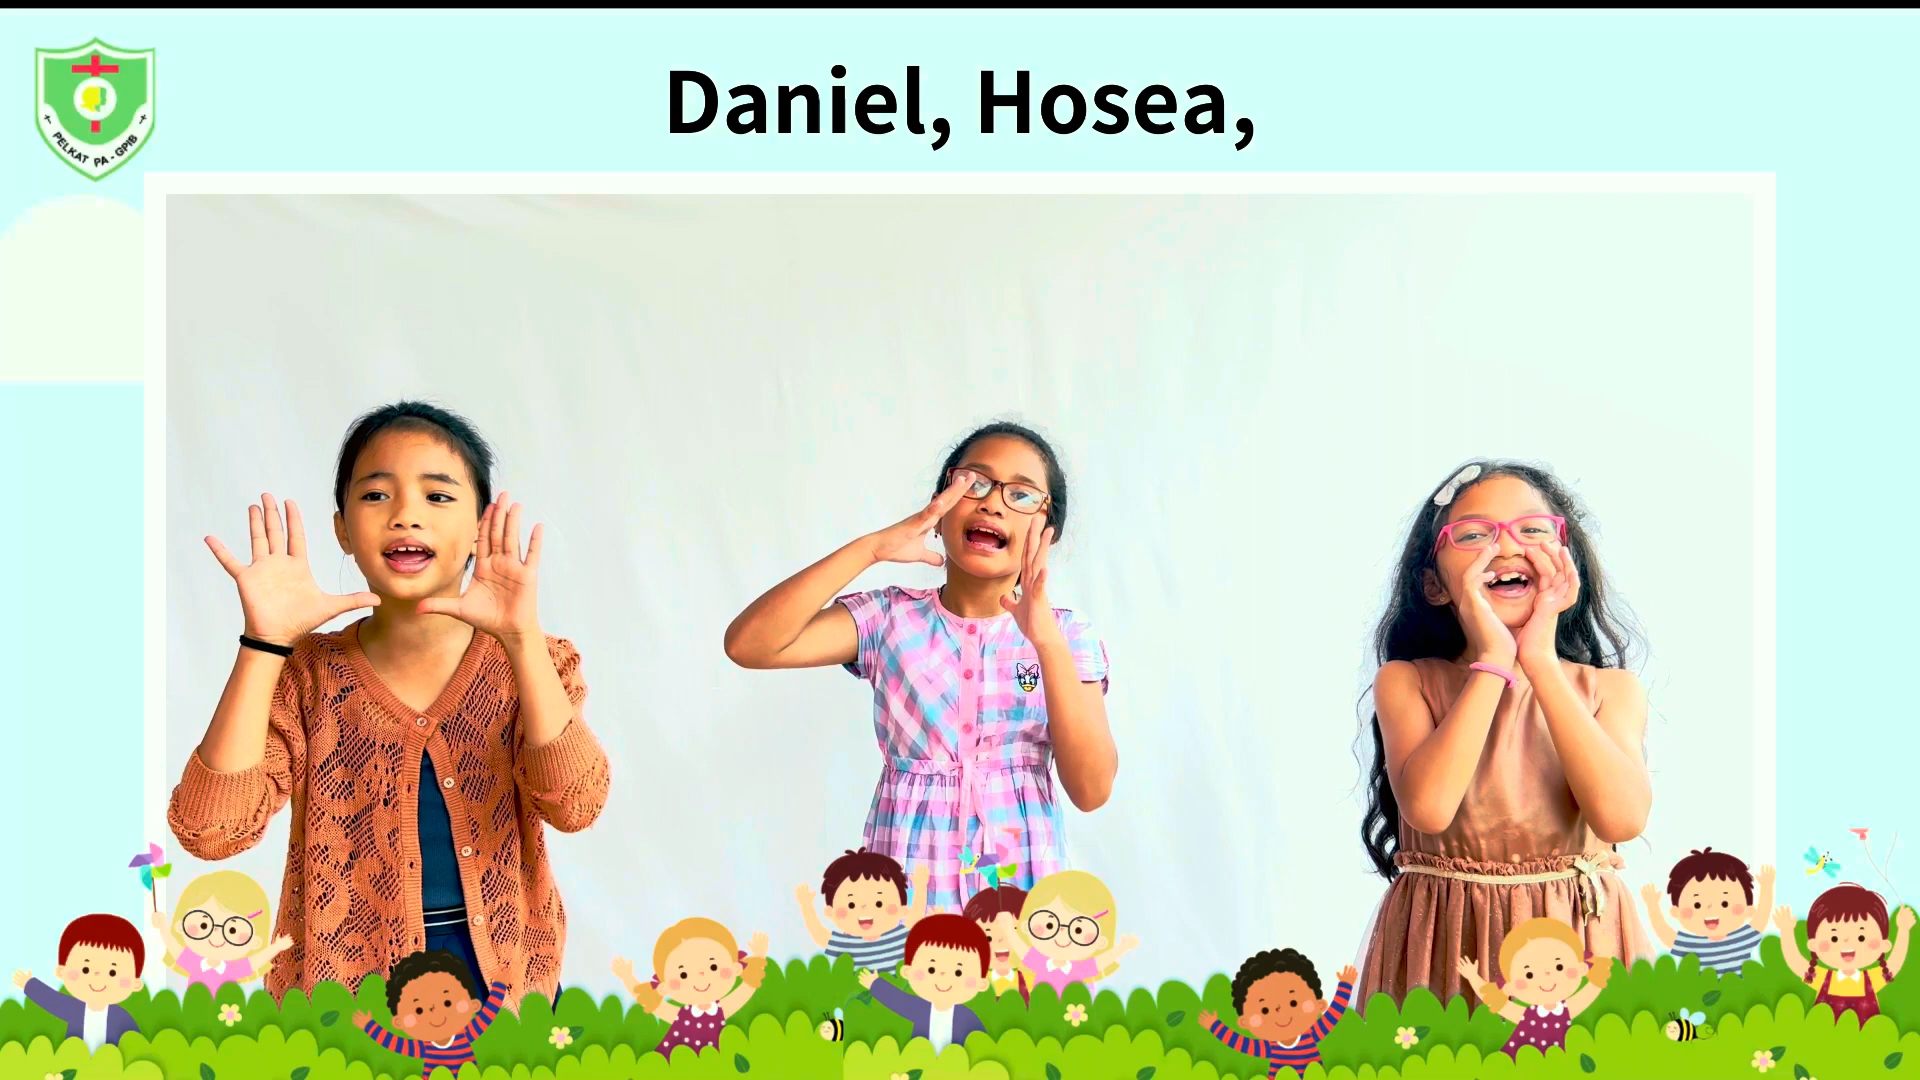 Daniel, Hosea,
PELKAT PA - GPIB